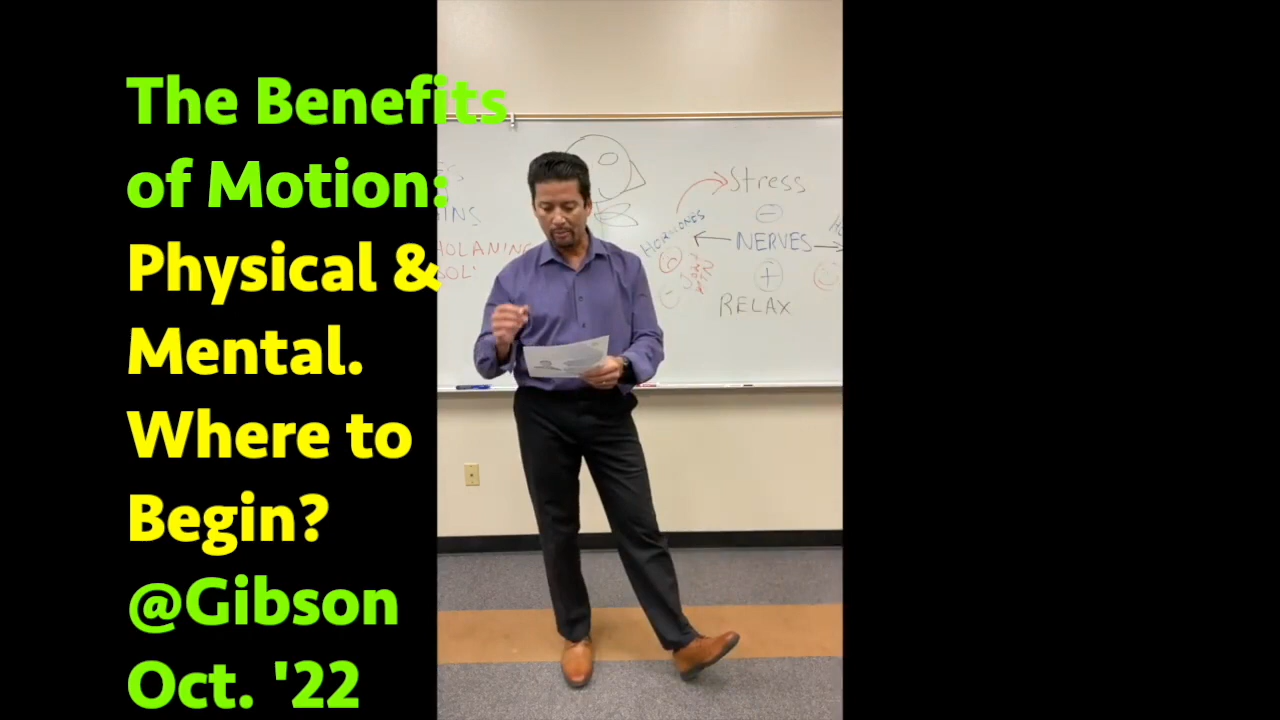 The Benefits
of Motion:
Physical &
Mental.
Where to
Begin?
@Gibson
Oct. '22
Stress
HORMONES
NERVES
RELAX